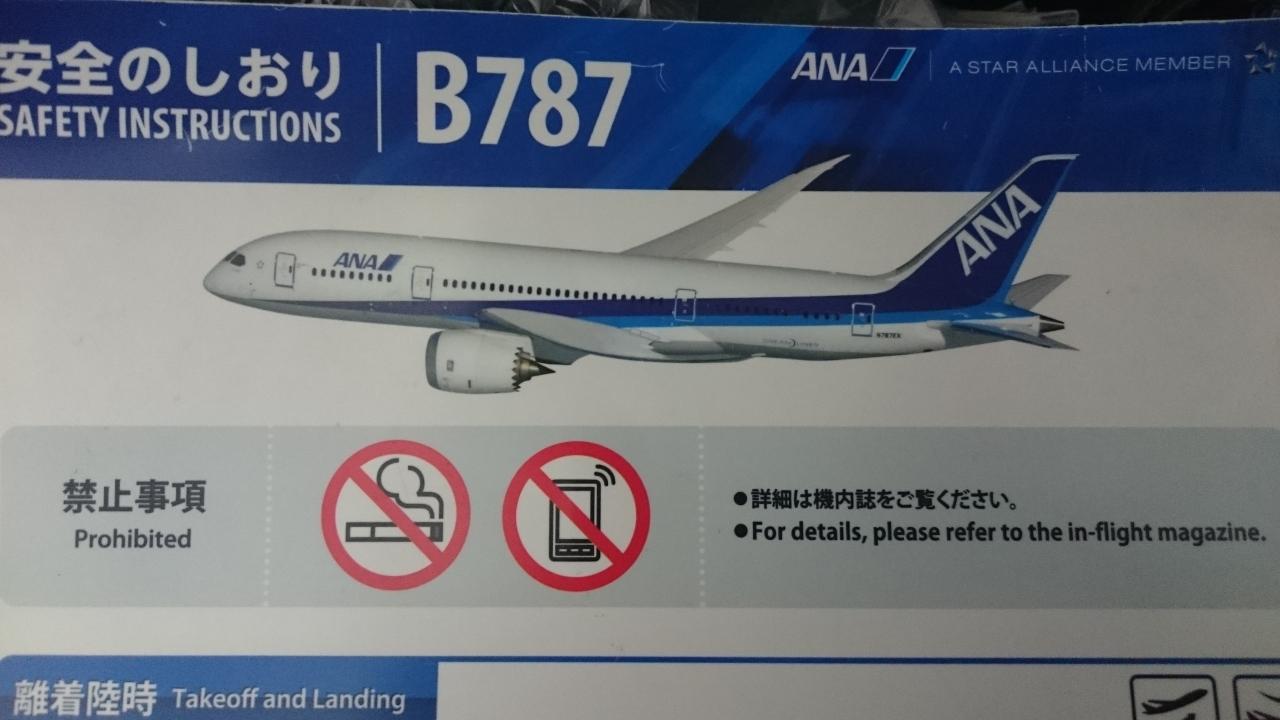 安全のしおり
SAFETY INSTRUCTIONS
B787
ANA
A STAR ALLIANCE MEMBER
ANA
ANA
禁止事項
Prohibited
●詳細は機内誌をご覧ください。
●For details, please refer to the in-flight magazine.
離着陸時 Takeoff and Landing